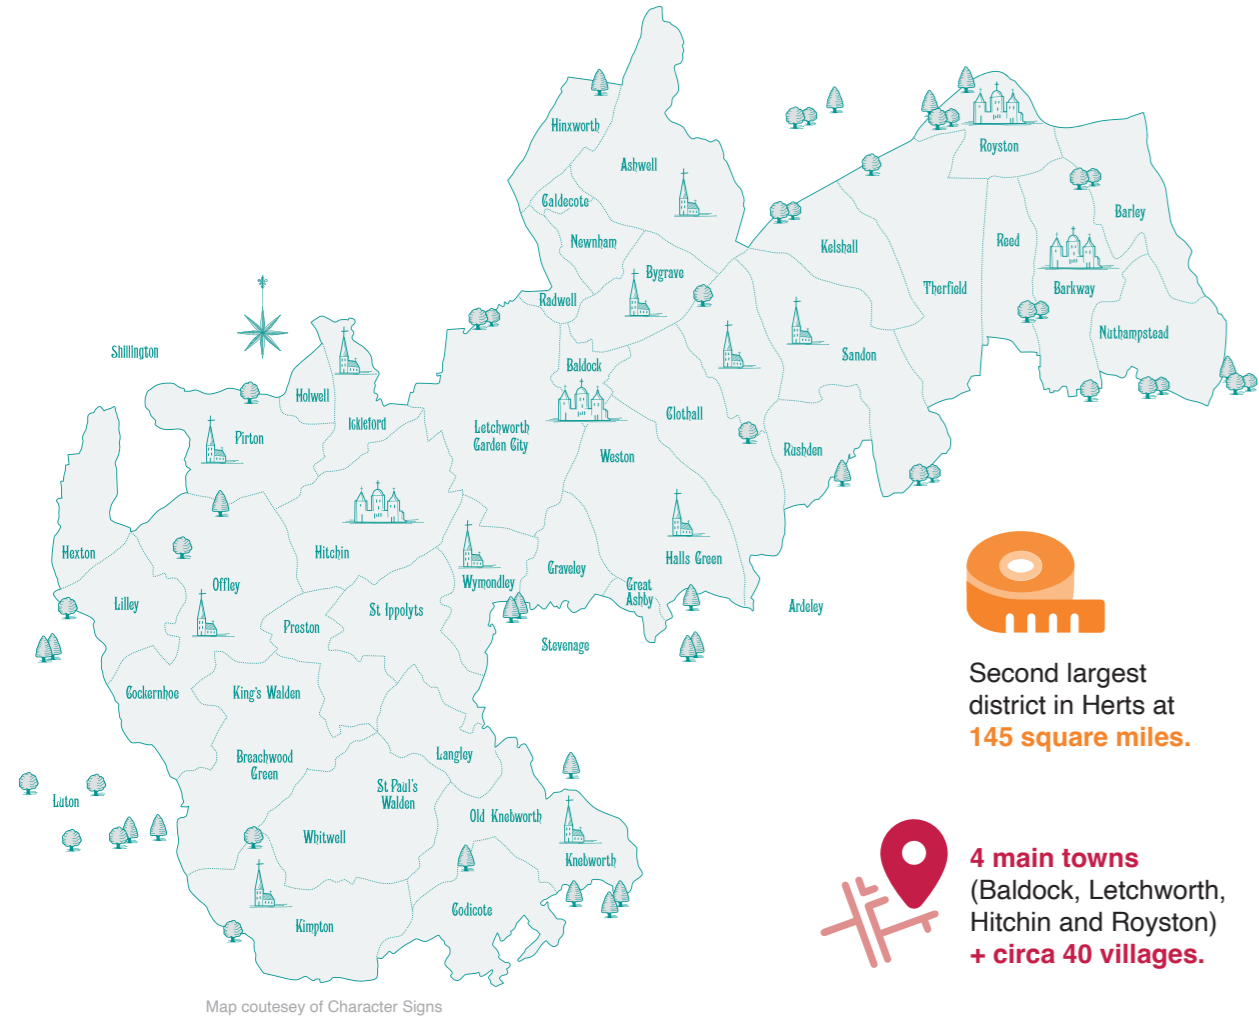 Hinxworth
Ashwell
Royston
Caldecote
Barley
Newnham
Kelshall
Reed
Bygrave
Therfield
Barkway
Radwell
Nuthampstead
Shillington
Sandon
Baldock
Holwell
Ickleford
Clothall
Letchworth
Garden City
Pirton
Weston
Rushden
Hexton
Hitchin
Halls Green
Graveley
Wymondley
Offley
Great
Ashby
Lilley
St Ippolyts
Ardeley
Preston
Stevenage
Cockernhoe
King's Walden
Langley
Breachwood
Green
St Paul's
Walden
Luton
Old Knebworth
Whitwell
Knebworth
Codicote
Kimpton
Second largest
district in Herts at
145 square miles.
4 main towns
(Baldock, Letchworth,
Hitchin and Royston)
+ circa 40 villages.
Map coutesey of Character Signs